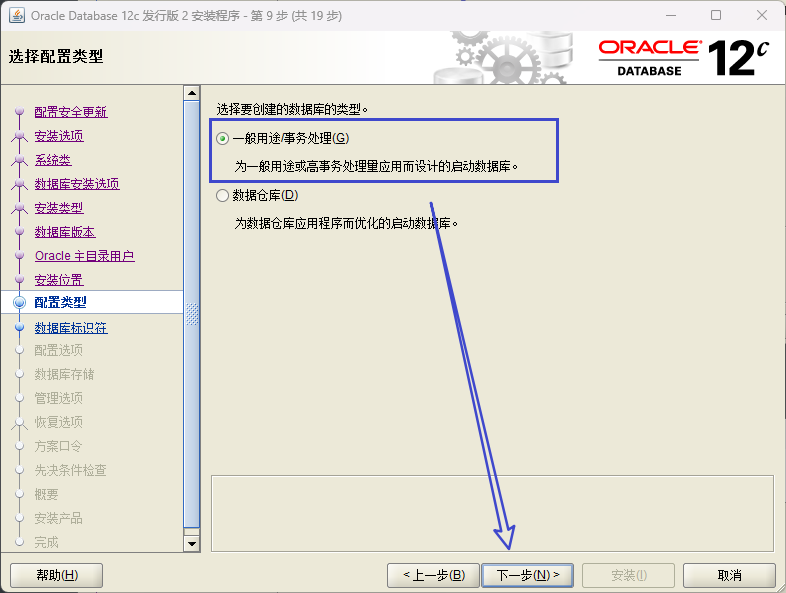 Oracle Database 12c 发行版 2 安装程序 - 第 9 步 (共 19 步)
选择配置类型
ORACLE
DATABASE
12c
配置安全更新
安装选项
系统类
数据库安装选项
安装类型
数据库版本
Oracle 主目录用户
安装位置
配置类型
数据库标识符
配置选项
数据库存储
管理选项
恢复选项
方案口令
先决条件检查
概要
安装产品
完成
选择要创建的数据库的类型。
一般用途/事务处理(G)
为一般用途或高事务处理量应用而设计的启动数据库。
数据仓库(D)
为数据仓库应用程序而优化的启动数据库。
帮助(H)
< 上一步(B)
下一步(N) >
安装(I)
取消